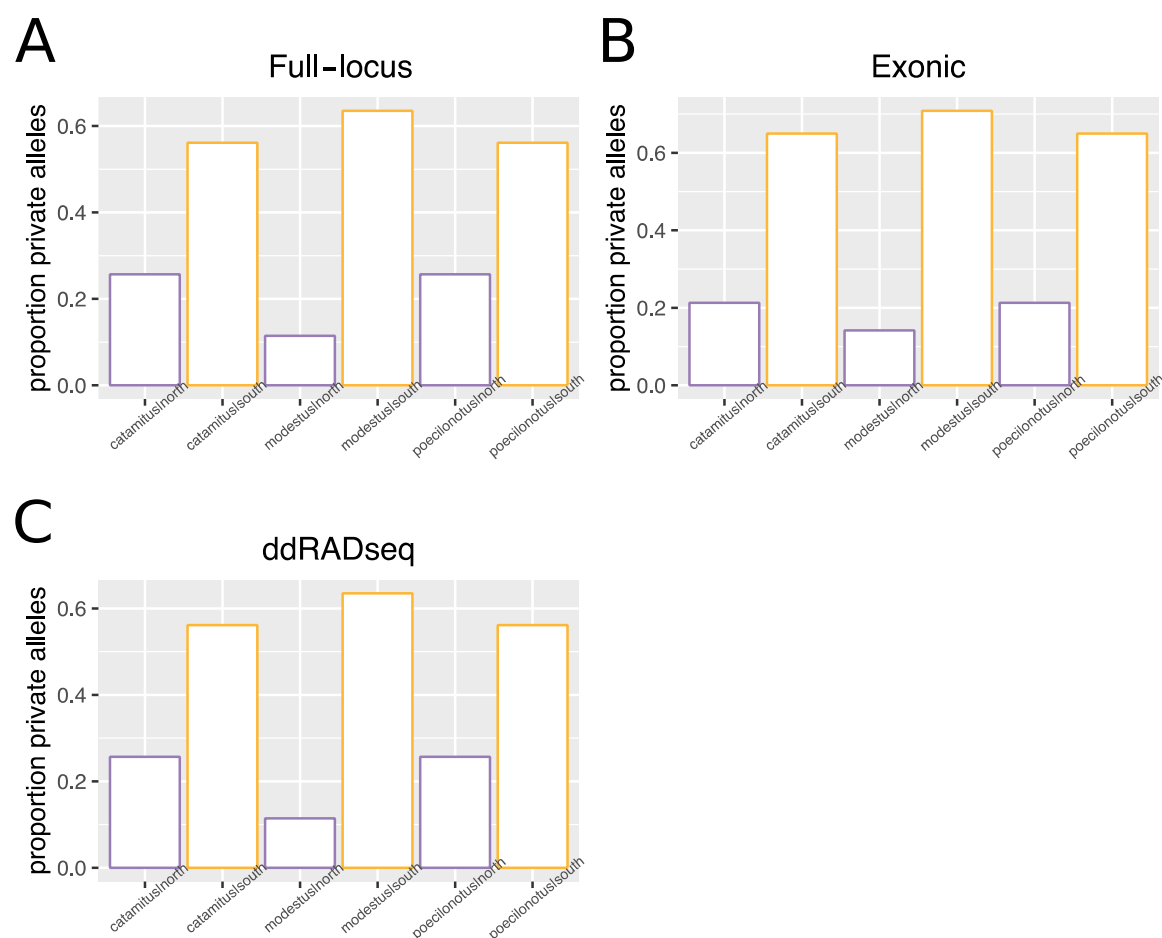 A
Full-locus
proportion private alleles
0.6
0.4
0.2
0.0
catamitus|north
catamitus|south
modestus|north
modestus|south
poecilonotus|north
poecilonotus|south
B
Exonic
proportion private alleles
0.6
0.4
0.2
0.0
catamitus|north
catamitus|south
modestus|north
modestus|south
poecilonotus|north
poecilonotus|south
C
ddRADseq
proportion private alleles
0.6
0.4
0.2
0.0
catamitus|north
catamitus|south
modestus|north
modestus|south
poecilonotus|north
poecilonotus|south